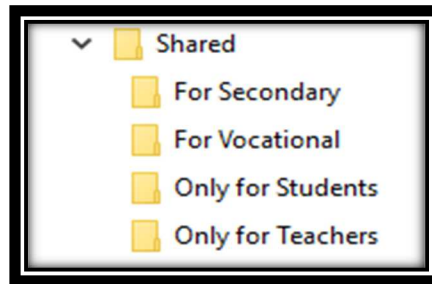 Shared
For Secondary
For Vocational
Only for Students
Only for Teachers